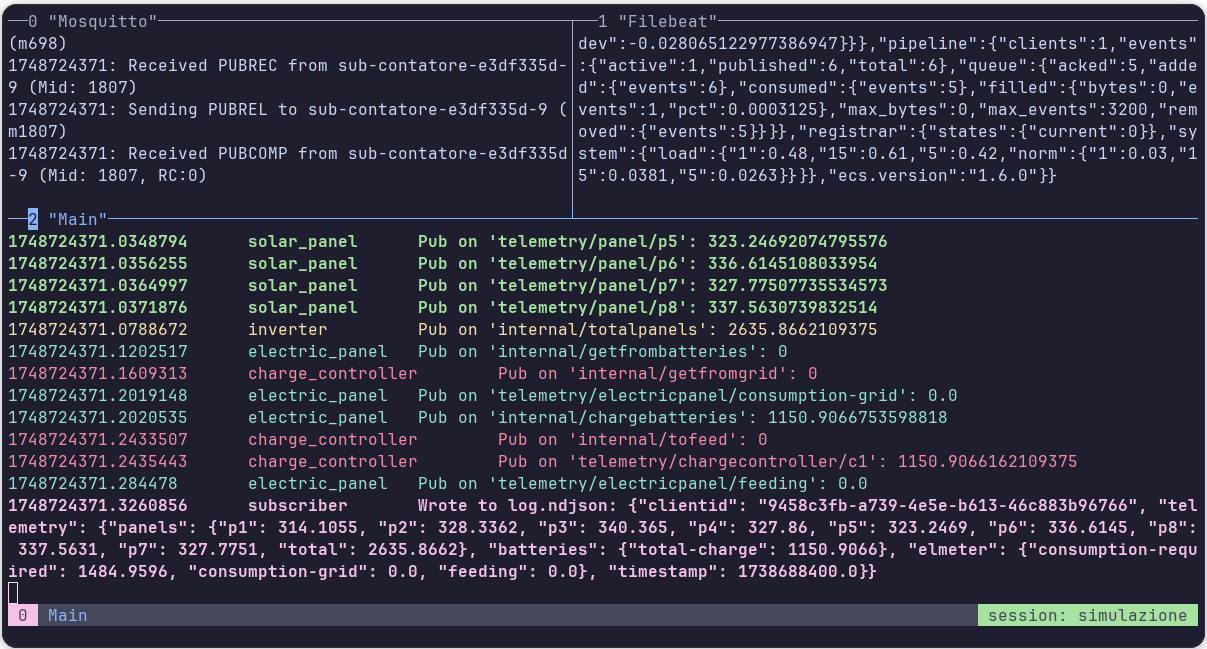 0 "Mosquitto"
(m698)
1748724371: Received PUBREC from sub-contatore-e3df335d-
9 (Mid: 1807)
1748724371: Sending PUBREL to sub-contatore-e3df335d-9 (
m1807)
1748724371: Received PUBCOMP from sub-contatore-e3df335d
-9 (Mid: 1807, RC:0)
1 "Filebeat"
dev":-0.028065122977386947}}},"pipeline":{"clients":1,"events"
:{"active":1,"published":6,"total":6},"queue":{"acked":5,"adde
d":{"events":6},"consumed":{"events":5},"filled":{"bytes":0,"e
vents":1,"pct":0.0003125},"max_bytes":0,"max_events":3200,"rem
oved":{"events":5}}}},"registrar":{"states":{"current":0}},"sy
stem":{"load":{"1":0.48,"15":0.61,"5":0.42,"norm":{"1":0.03,"1
5":0.0381,"5":0.0263}}}},"ecs.version":"1.6.0"}}
2 "Main"
1748724371.0348794 solar_panel Pub on 'telemetry/panel/p5': 323.24692074795576
1748724371.0356255 solar_panel Pub on 'telemetry/panel/p6': 336.6145108033954
1748724371.0364997 solar_panel Pub on 'telemetry/panel/p7': 327.77507735534573
1748724371.0371876 solar_panel Pub on 'telemetry/panel/p8': 337.5630739832514
1748724371.0788672 inverter Pub on 'internal/totalpanels': 2635.8662109375
1748724371.1202517 electric_panel Pub on 'internal/getfrombatteries': 0
1748724371.1609313 charge_controller Pub on 'internal/getfromgrid': 0
1748724371.2019148 electric_panel Pub on 'telemetry/electricpanel/consumption-grid': 0.0
1748724371.2020535 electric_panel Pub on 'internal/chargebatteries': 1150.9066753598818
1748724371.2433507 charge_controller Pub on 'internal/tofeed': 0
1748724371.2435443 charge_controller Pub on 'telemetry/chargecontroller/c1': 1150.9066162109375
1748724371.284478 electric_panel Pub on 'telemetry/electricpanel/feeding': 0.0
1748724371.3260856 subscriber Wrote to log.ndjson: {"clientid": "9458c3fb-a739-4e5e-b613-46c883b96766", "tel
emetry": {"panels": {"p1": 314.1055, "p2": 328.3362, "p3": 340.365, "p4": 327.86, "p5": 323.2469, "p6": 336.6145, "p8":
337.5631, "p7": 327.7751, "total": 2635.8662}, "batteries": {"total-charge": 1150.9066}, "elmeter": {"consumption-requ
ired": 1484.9596, "consumption-grid": 0.0, "feeding": 0.0}, "timestamp": 1738688400.0}}
0 Main session: simulazione